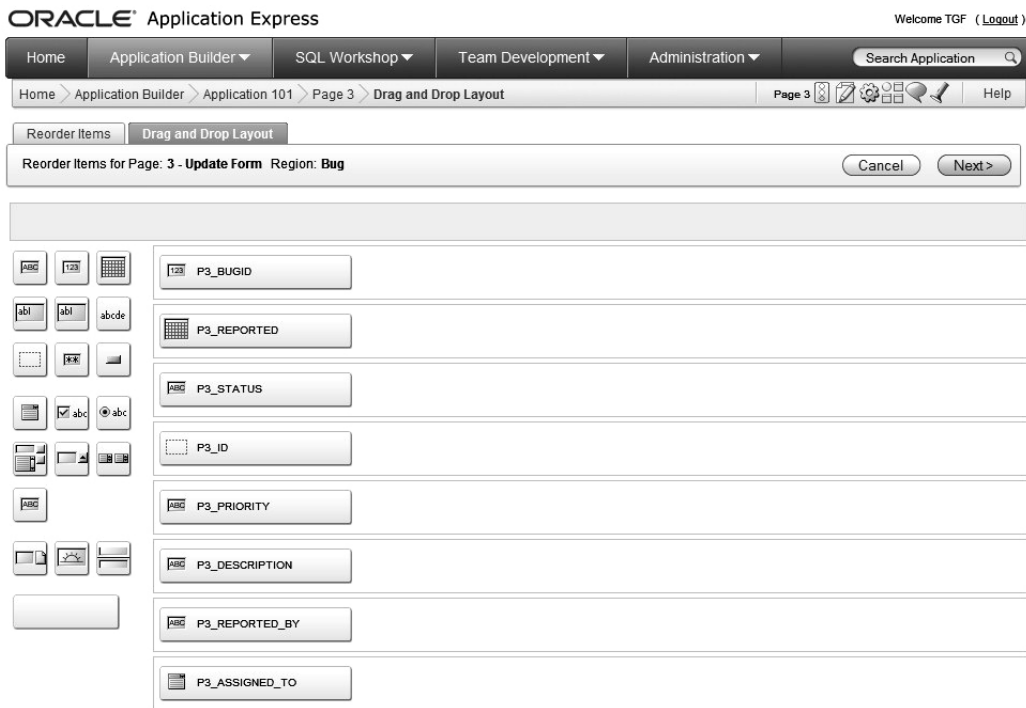 ORACLE Application Express
Welcome TGF ( Logout )
Home Application Builder SQL Workshop Team Development Administration Search Application
Home Application Builder Application 101 Page 3 Drag and Drop Layout Page 3 Help
Reorder Items Drag and Drop Layout
Reorder Items for Page: 3 - Update Form Region: Bug Cancel Next >
ABC 123 P3_BUGID
123
abl abl abcde P3_REPORTED
** P3_STATUS
ABC
abc abc P3_ID
ABC P3_PRIORITY
ABC
ABC P3_DESCRIPTION
ABC P3_REPORTED_BY
P3_ASSIGNED_TO